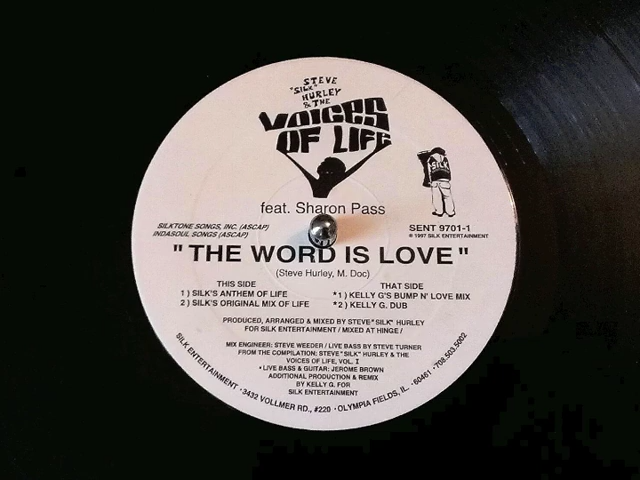 STEVE
"SILK"
HURLEY
& THE
VOICES
OF LIFE
SILK
feat. Sharon Pass
SILKTONE SONGS, INC. (ASCAP)
INDASOUL SONGS (ASCAP)
SENT 9701-1
℗ 1997 SILK ENTERTAINMENT
"THE WORD IS LOVE"
(Steve Hurley, M. Doc)
THIS SIDE
1 ) SILK'S ANTHEM OF LIFE
2 ) SILK'S ORIGINAL MIX OF LIFE
THAT SIDE
*1 ) KELLY G'S BUMP N' LOVE MIX
*2 ) KELLY G. DUB
PRODUCED, ARRANGED & MIXED BY STEVE "SILK" HURLEY
FOR SILK ENTERTAINMENT / MIXED AT HINGE /
MIX ENGINEER: STEVE WEEDER / LIVE BASS BY STEVE TURNER
FROM THE COMPILATION: STEVE "SILK" HURLEY & THE
VOICES OF LIFE, VOL. I
• LIVE BASS & GUITAR: JEROME BROWN
ADDITIONAL PRODUCTION & REMIX
BY KELLY G. FOR
SILK ENTERTAINMENT
SILK ENTERTAINMENT • 3432 VOLLMER RD., #220 • OLYMPIA FIELDS, IL. • 60461 • 708.503.5002